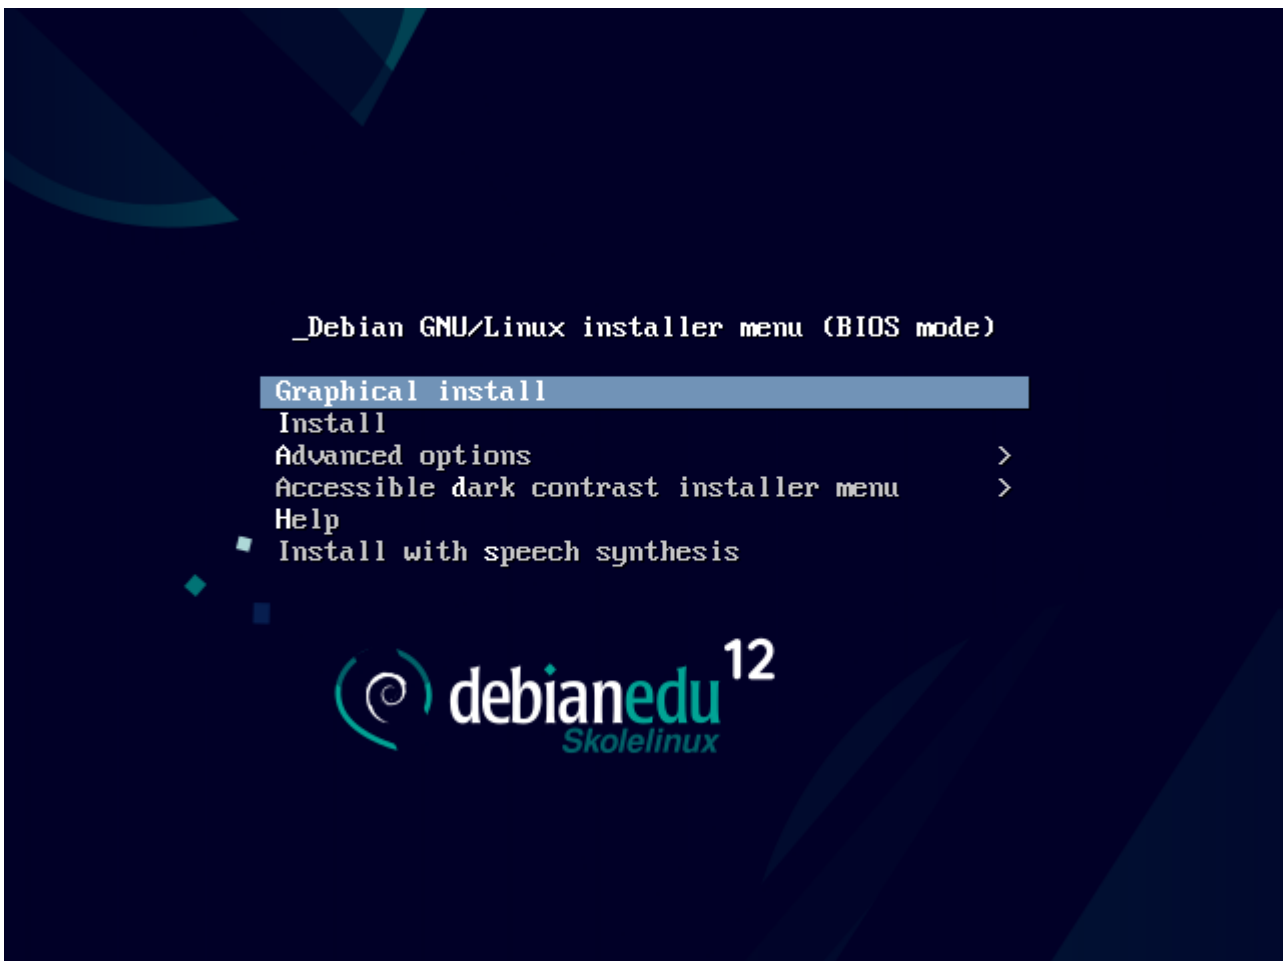 _Debian GNU/Linux installer menu (BIOS mode)
Graphical install
Install
Advanced options >
Accessible dark contrast installer menu >
Help
Install with speech synthesis
debianedu 12
Skolelinux